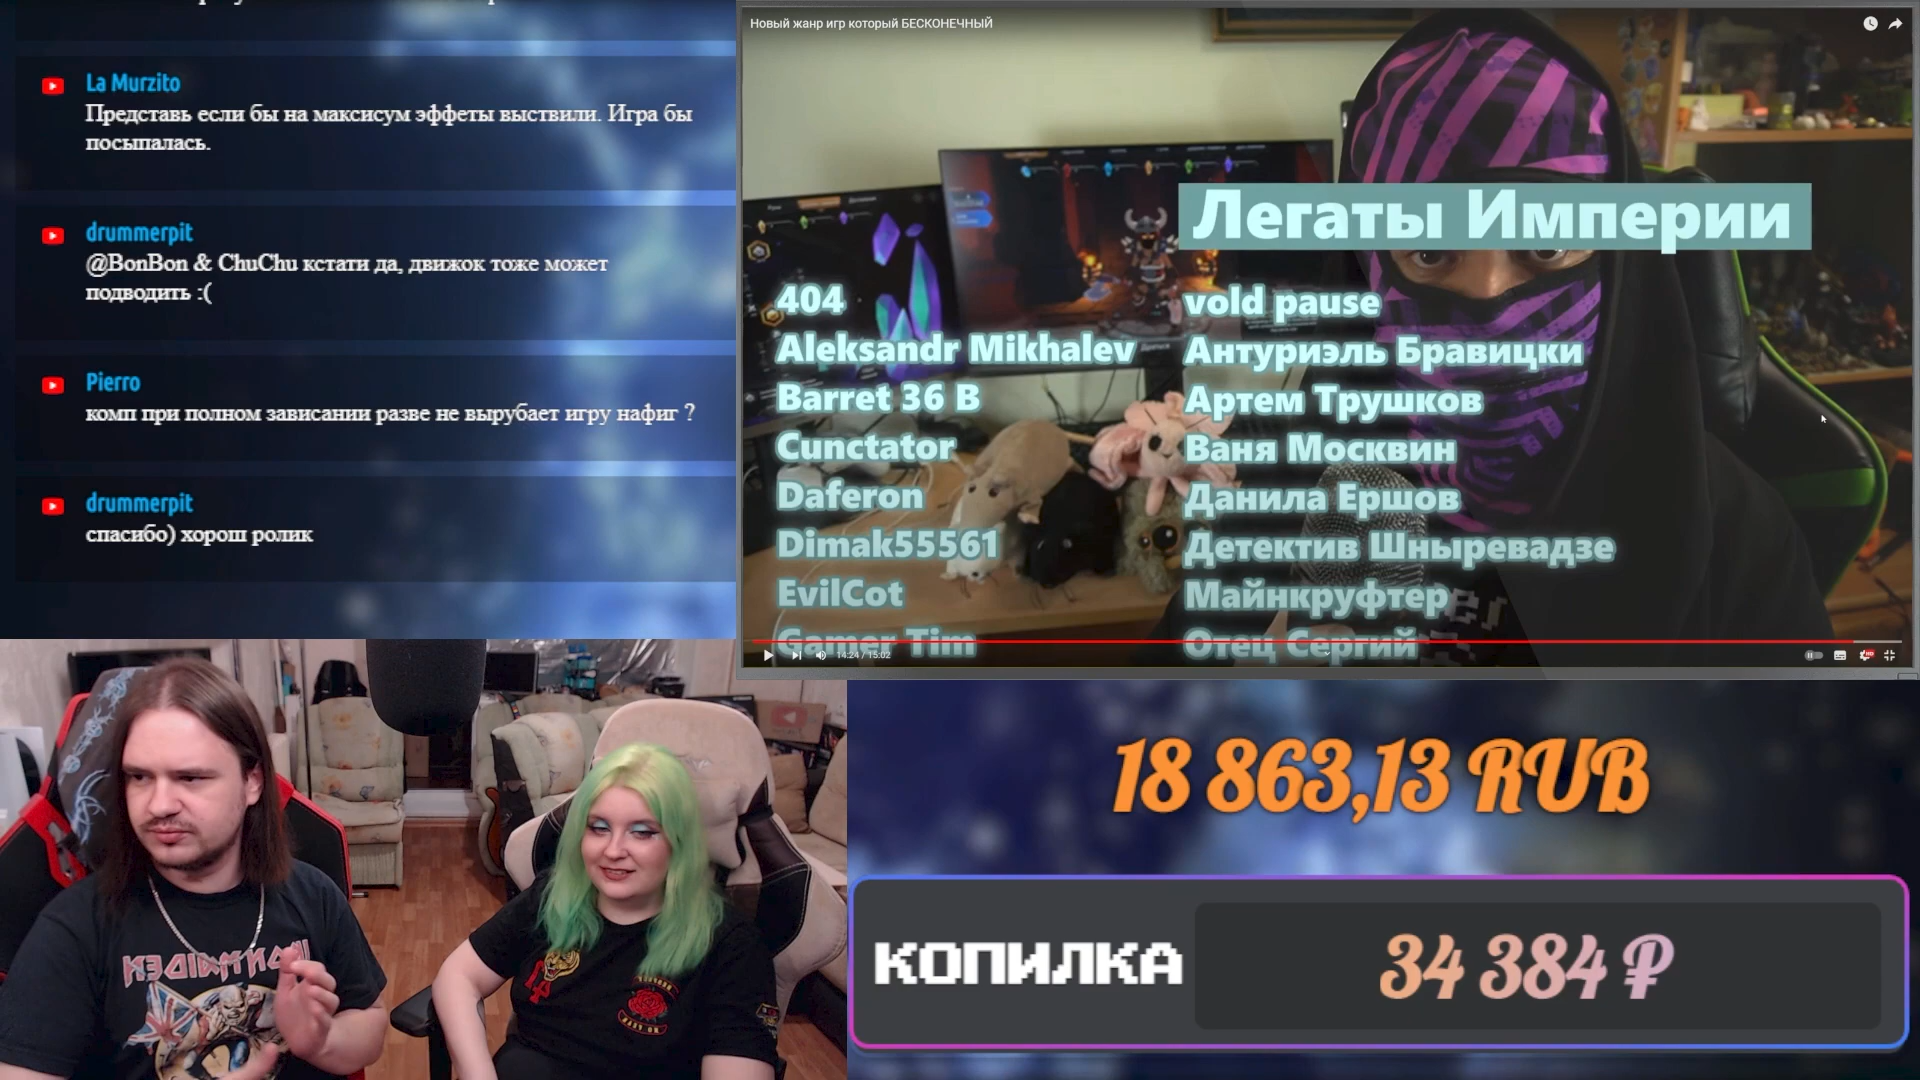 La Murzito
Представь если бы на максисум эффеты выствили. Игра бы
посыпалась.
drummerpit
@BonBon & ChuChu кстати да, движок тоже может
подводить :(
Pierro
комп при полном зависании разве не вырубает игру нафиг ?
drummerpit
спасибо) хорош ролик
Новый жанр игр который БЕСКОНЕЧНЫЙ
Легаты Империи
404
Aleksandr Mikhalev
Barret 36 B
Cunctator
Daferon
Dimak55561
EvilCot
Gamer Tim
vold pause
Антуриэль Бравицки
Артем Трушков
Ваня Москвин
Данила Ершов
Детектив Шныревадзе
Майнкруфтер
Отец Сергий
14:24 / 15:02
18 863,13 RUB
КОПИЛКА
34 384 ₽